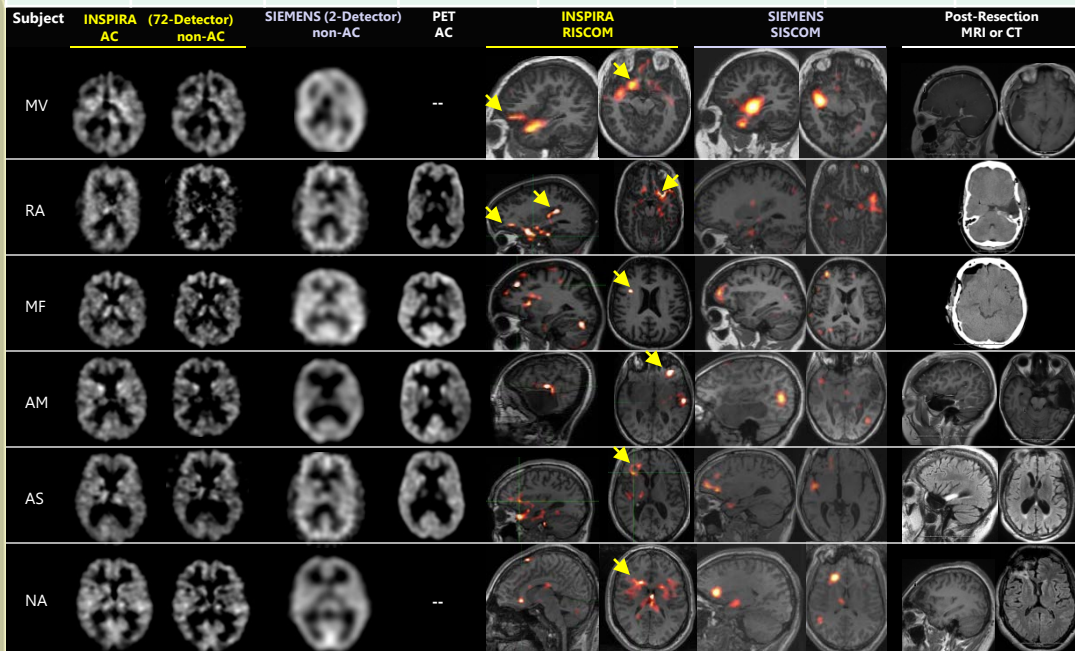 Subject INSPIRA (72-Detector) SIEMENS (2-Detector) PET INSPIRA SIEMENS Post-Resection
AC non-AC non-AC AC RISCOM SISCOM MRI or CT
MV --
RA
MF
AM
AS
NA --